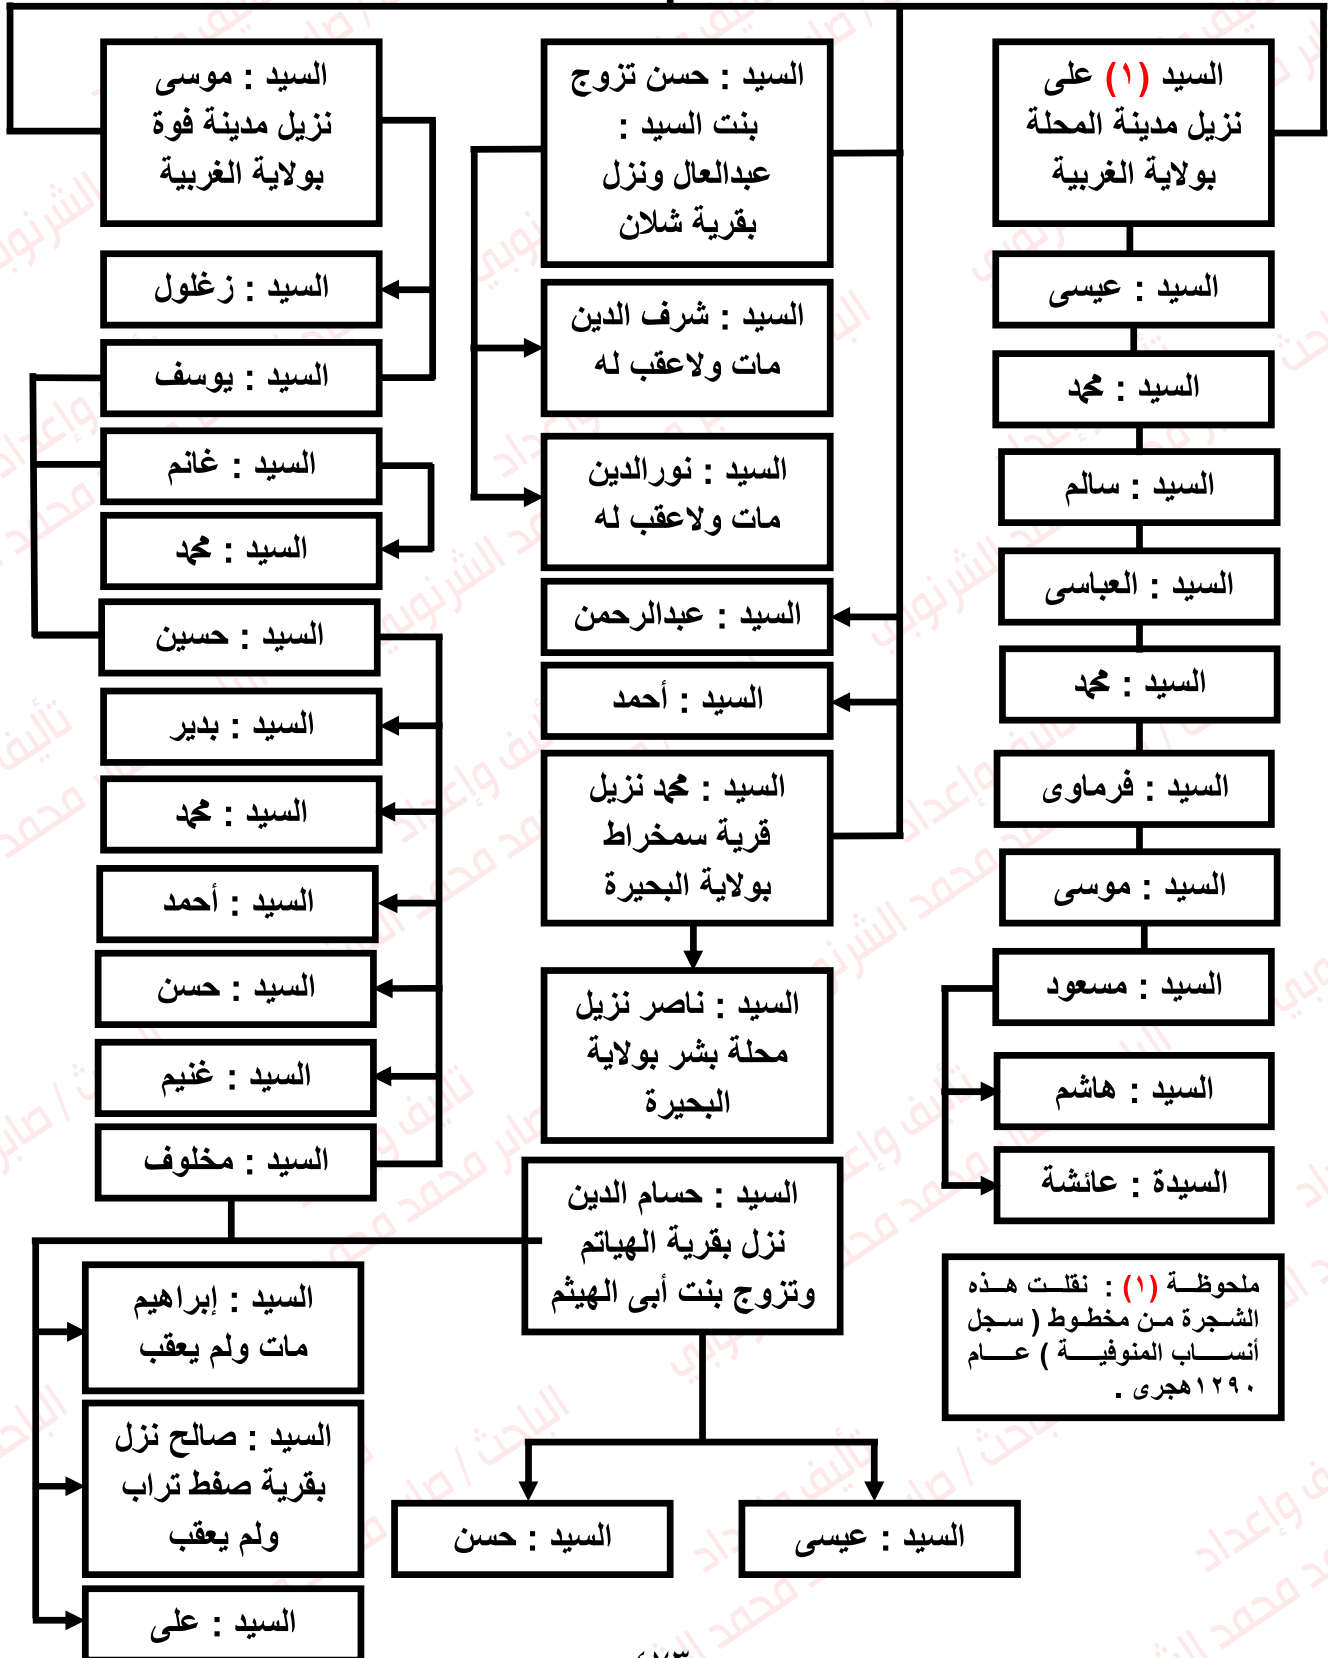 السيد (١) على
نزيل مدينة المحلة
بولاية الغربية
السيد : عيسى
السيد : محمد
السيد : سالم
السيد : العباسى
السيد : محمد
السيد : فرماوى
السيد : موسى
السيد : مسعود
السيد : هاشم
السيدة : عائشة
ملحوظة (١) : نقلت هذه
الشجرة من مخطوط ( سجل
أنساب المنوفية ) عام
١٢٩٠هجرى .
السيد : حسن تزوج
بنت السيد :
عبدالعال ونزل
بقرية شلان
السيد : شرف الدين
مات ولاعقب له
السيد : نورالدين
مات ولاعقب له
السيد : عبدالرحمن
السيد : أحمد
السيد : محمد نزيل
قرية سمخراط
بولاية البحيرة
السيد : ناصر نزيل
محلة بشر بولاية
البحيرة
السيد : حسام الدين
نزل بقرية الهياتم
وتزوج بنت أبى الهيثم
السيد : عيسى
السيد : حسن
السيد : موسى
نزيل مدينة فوة
بولاية الغربية
السيد : زغلول
السيد : يوسف
السيد : غانم
السيد : محمد
السيد : حسين
السيد : بدير
السيد : محمد
السيد : أحمد
السيد : حسن
السيد : غنيم
السيد : مخلوف
السيد : إبراهيم
مات ولم يعقب
السيد : صالح نزل
بقرية صفط تراب
ولم يعقب
السيد : على